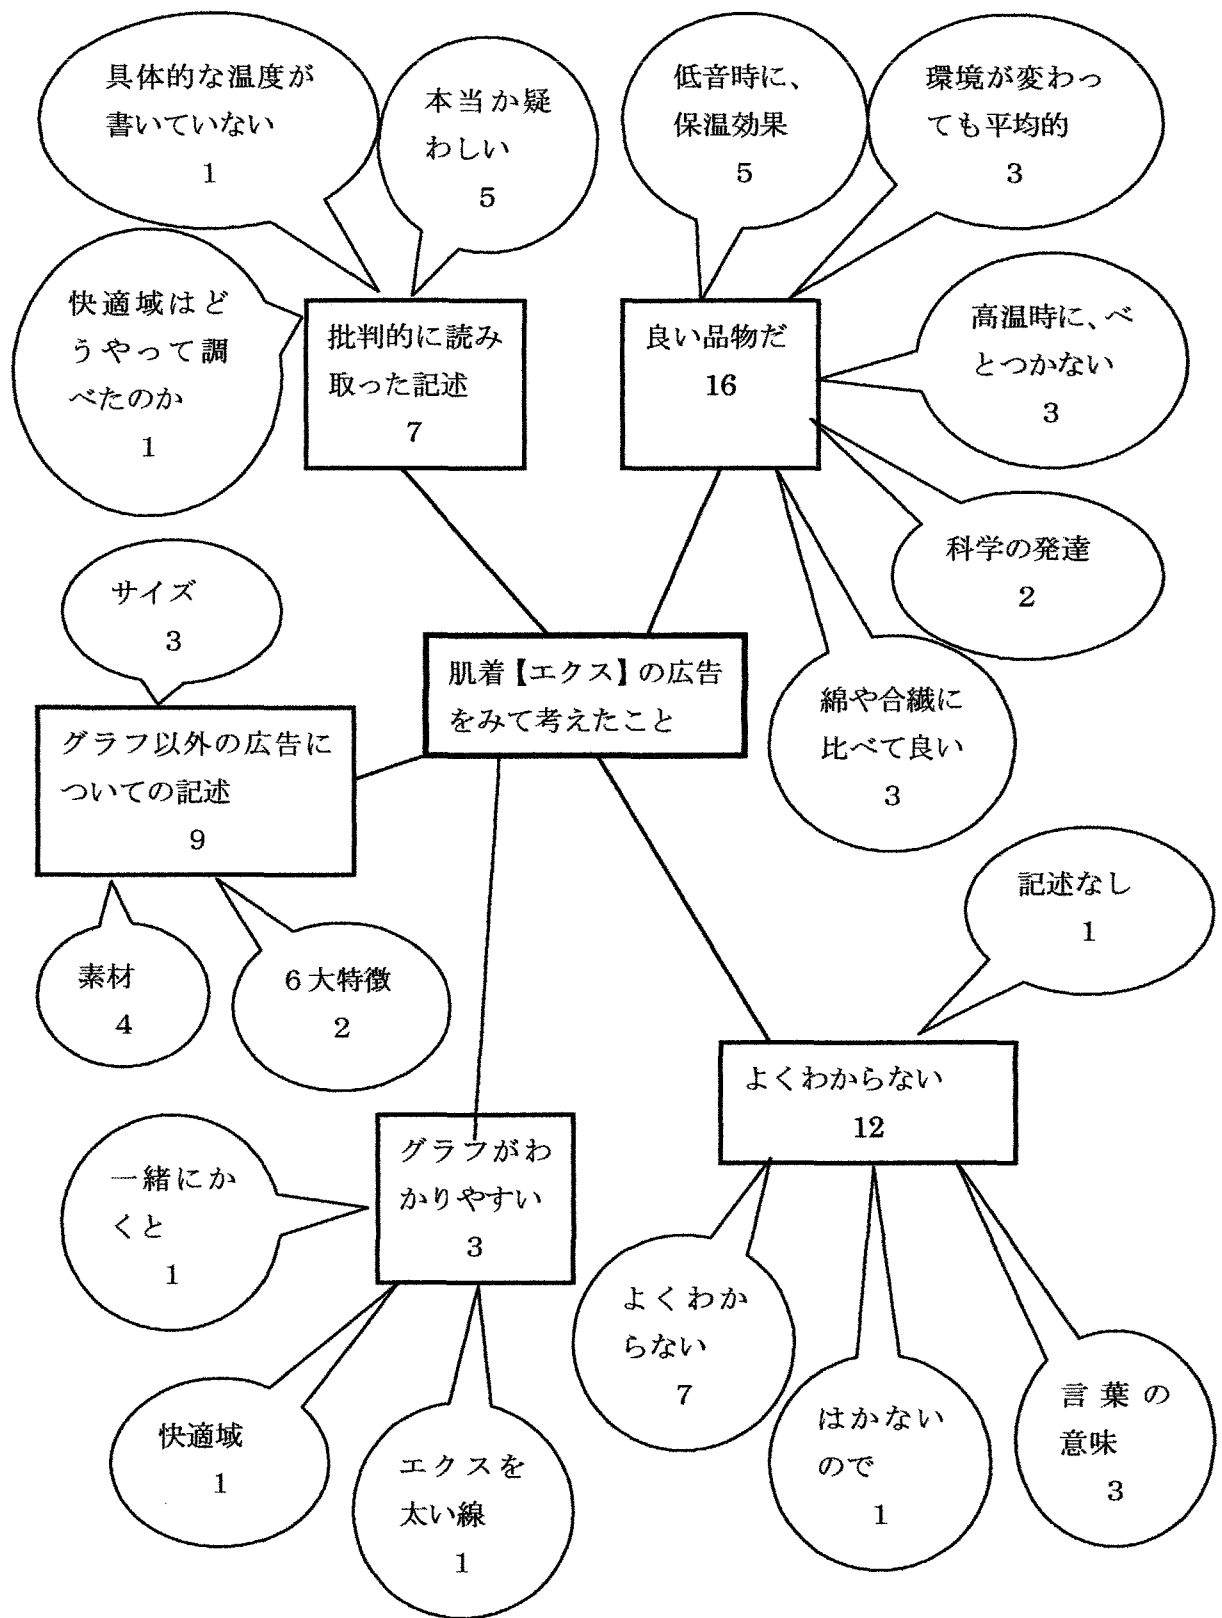 具体的な温度が
書いていない
1
本当か疑
わしい
5
低音時に、
保温効果
5
環境が変わっ
ても平均的
3
快適域はど
うやって調
べたのか
1
批判的に読み
取った記述
7
良い品物だ
16
高温時に、べ
とつかない
3
科学の発達
2
サイズ
3
肌着【エクス】の広告
をみて考えたこと
綿や合繊に
比べて良い
3
グラフ以外の広告に
ついての記述
9
記述なし
1
素材
4
6大特徴
2
よくわからない
12
グラフがわ
かりやすい
3
一緒にか
くと
1
よくわか
らない
7
はかない
ので
1
言葉の
意味
3
快適域
1
エクスを
太い線
1